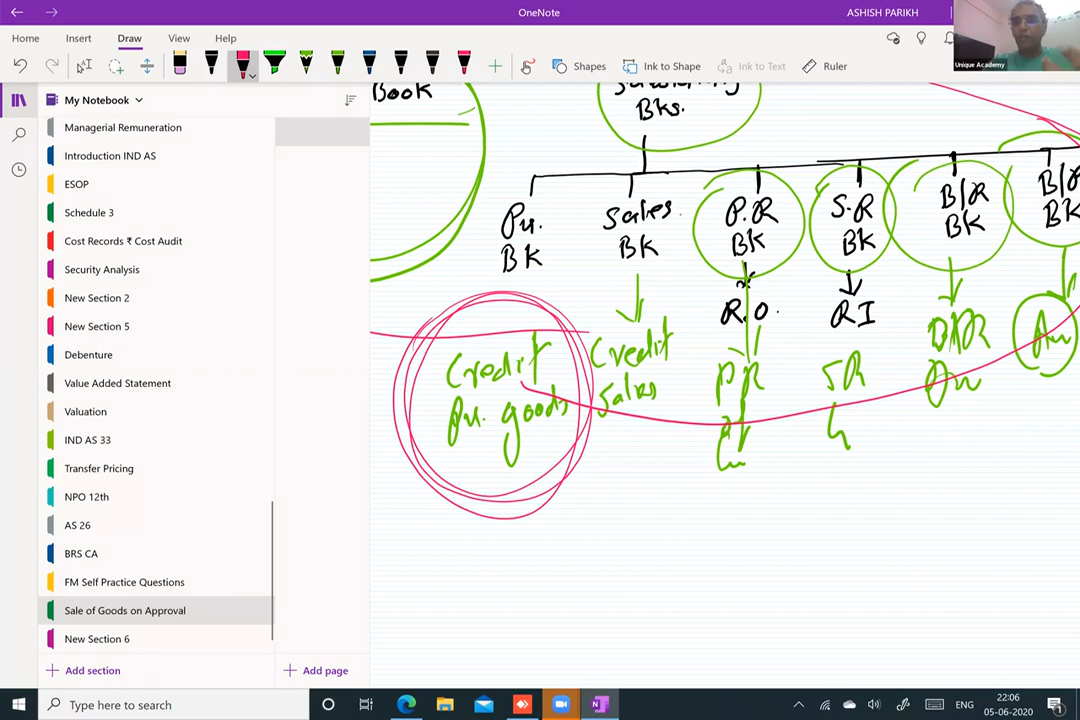 OneNote
ASHISH PARIKH
Home Insert Draw View Help
Shapes
Ink to Shape
Ink to Text
Ruler
Unique Academy
My Notebook
Managerial Remuneration
Introduction IND AS
ESOP
Schedule 3
Cost Records ₹ Cost Audit
Security Analysis
New Section 2
New Section 5
Debenture
Value Added Statement
Valuation
IND AS 33
Transfer Pricing
NPO 12th
AS 26
BRS CA
FM Self Practice Questions
Sale of Goods on Approval
New Section 6
Add section
Add page
Book
Bks.
Pu. BK
Sales BK
P.R BK
S.R BK
B/R BK
BK
R.O.
RI
Credit Pu. goods
Credit Sales
PR
SR
Type here to search
ENG
22:06
05-06-2020